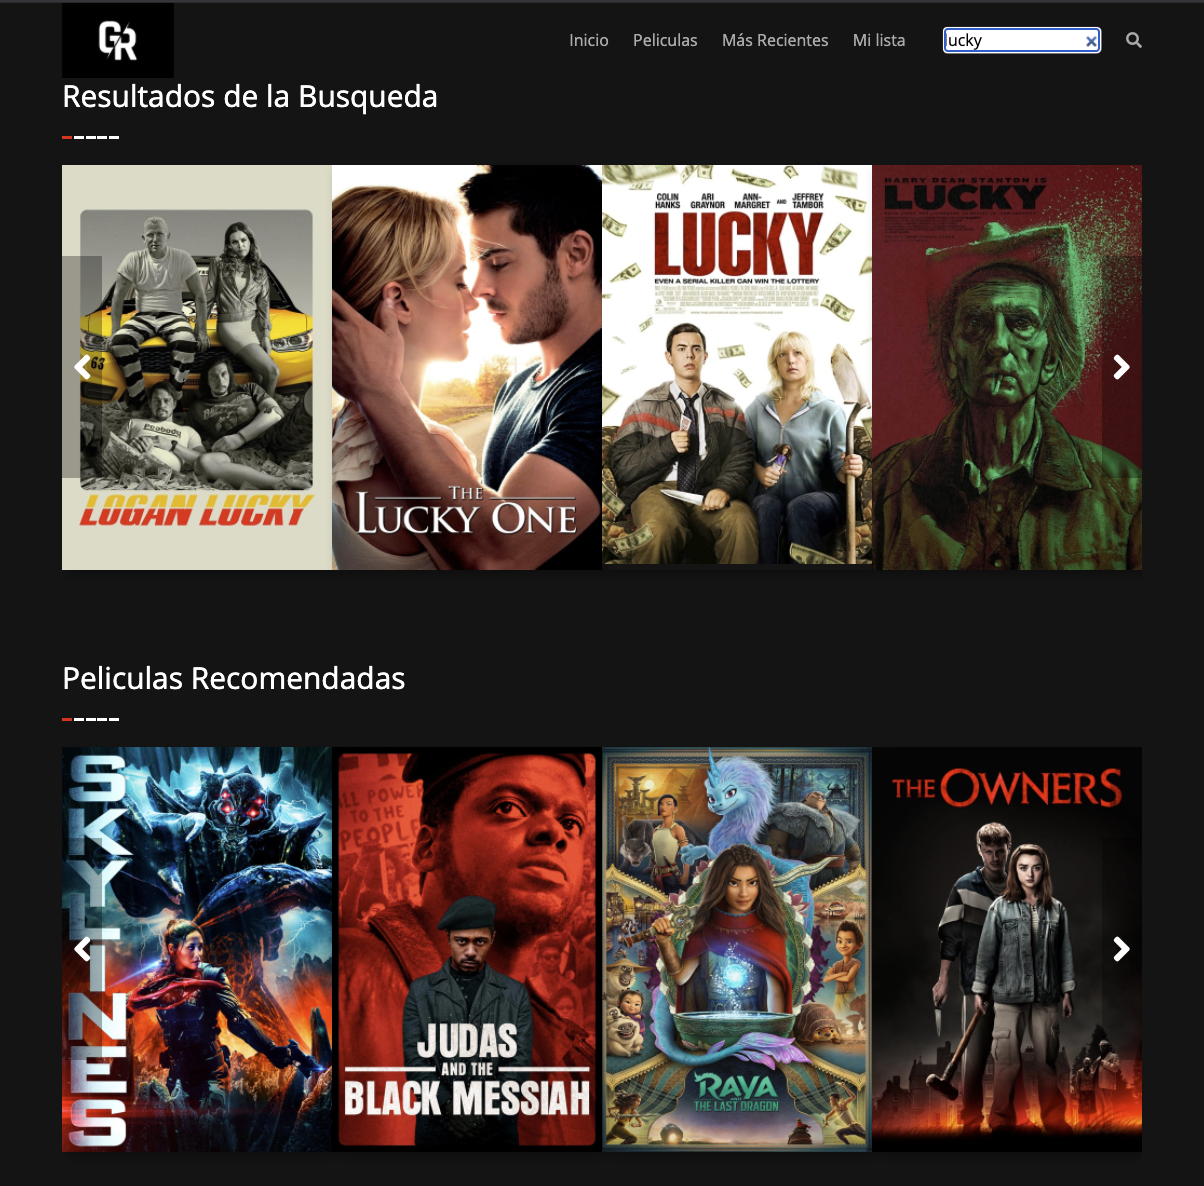 GR
Inicio Peliculas Más Recientes Mi lista ucky
Resultados de la Busqueda
63
Peabody
LOGAN LUCKY
THE
LUCKY ONE
COLIN HANKS ARI GRAYNOR ANN-MARGRET AND JEFFREY TAMBOR
LUCKY
EVEN A SERIAL KILLER CAN WIN THE LOTTERY
HARRY DEAN STANTON IS
LUCKY
Peliculas Recomendadas
SKYLINES
ALL POWER
TO THE
PEOPLE
JUDAS
AND THE
BLACK MESSIAH
RAYA
AND
THE LAST DRAGON
THE OWNERS